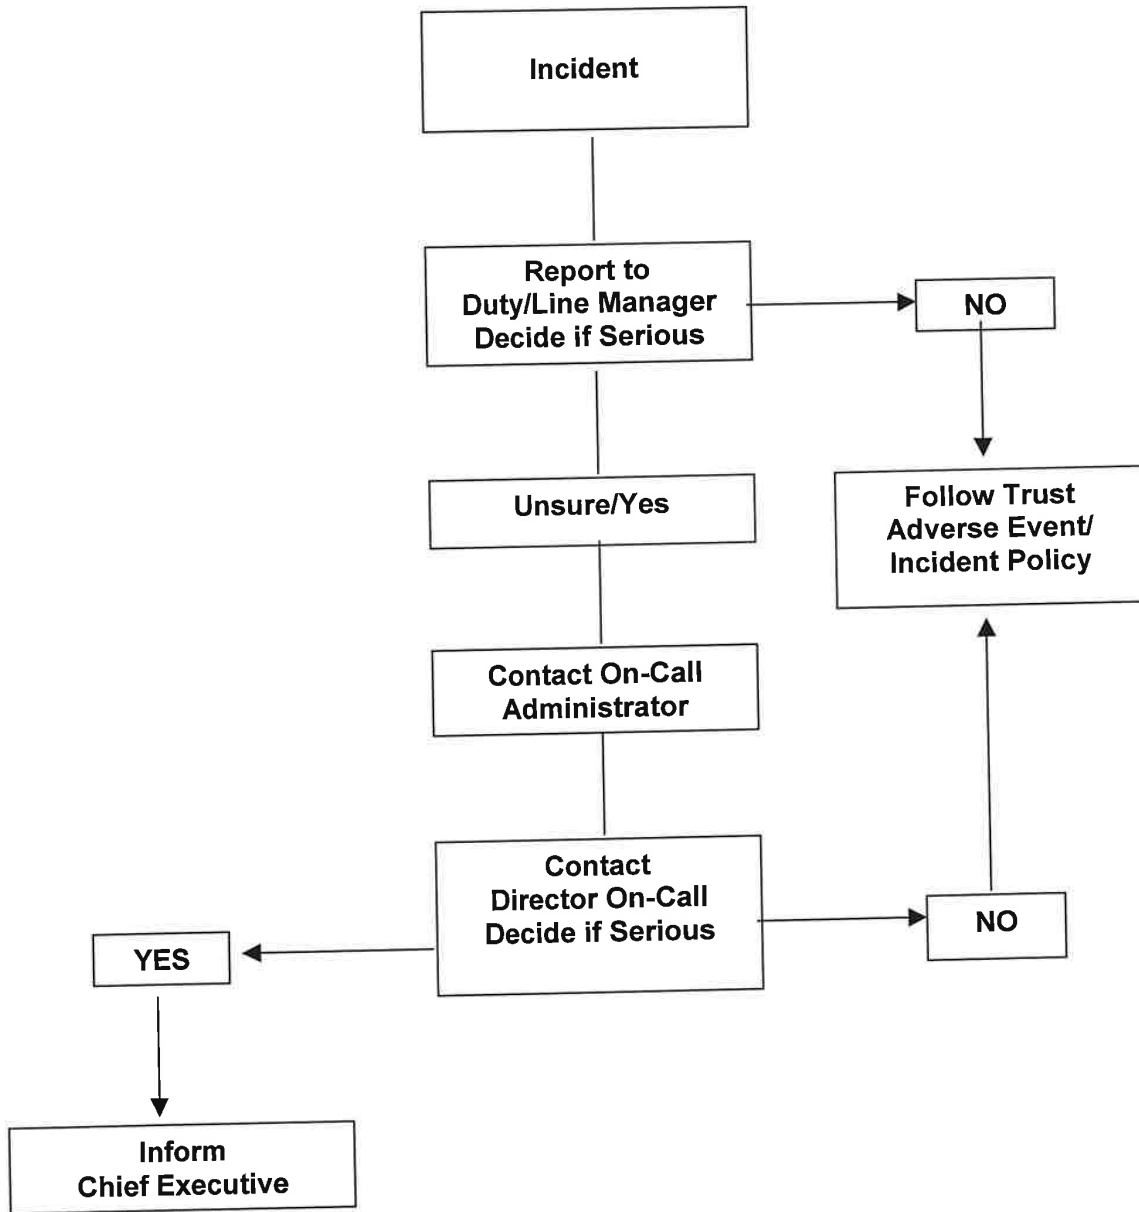 Incident
Report to
Duty/Line Manager
Decide if Serious
NO
Unsure/Yes
Follow Trust
Adverse Event/
Incident Policy
Contact On-Call
Administrator
Contact
Director On-Call
Decide if Serious
NO
YES
Inform
Chief Executive